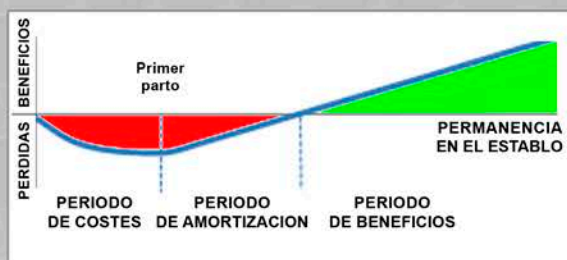 BENEFICIOS
PERDIDAS
Primer
parto
PERMANENCIA
EN EL ESTABLO
PERIODO
DE COSTES
PERIODO
DE AMORTIZACION
PERIODO
DE BENEFICIOS